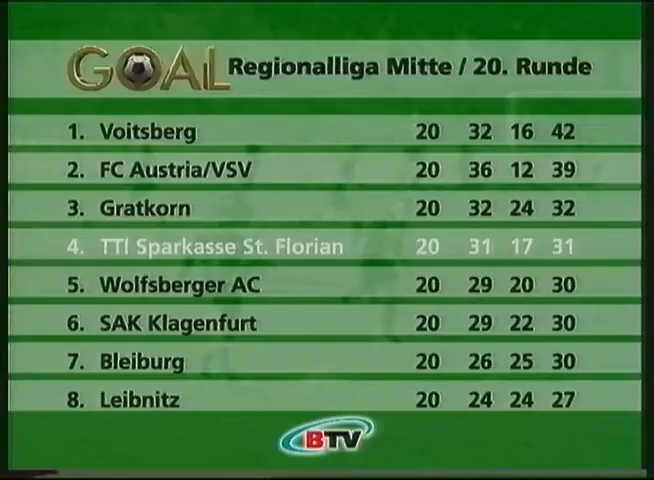 GOAL Regionalliga Mitte / 20. Runde
1. Voitsberg 20 32 16 42
2. FC Austria/VSV 20 36 12 39
3. Gratkorn 20 32 24 32
4. TTI Sparkasse St. Florian 20 31 17 31
5. Wolfsberger AC 20 29 20 30
6. SAK Klagenfurt 20 29 22 30
7. Bleiburg 20 26 25 30
8. Leibnitz 20 24 24 27
BTV